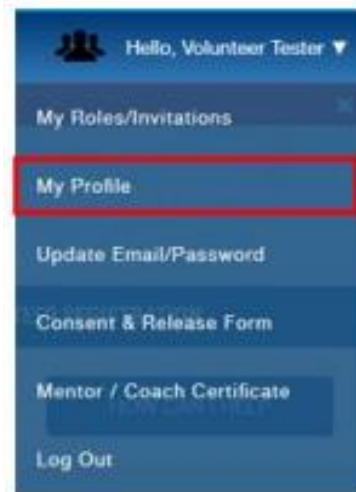 Hello, Volunteer Tester ▼
My Roles/Invitations
My Profile
Update Email/Password
Consent & Release Form
Mentor / Coach Certificate
Log Out